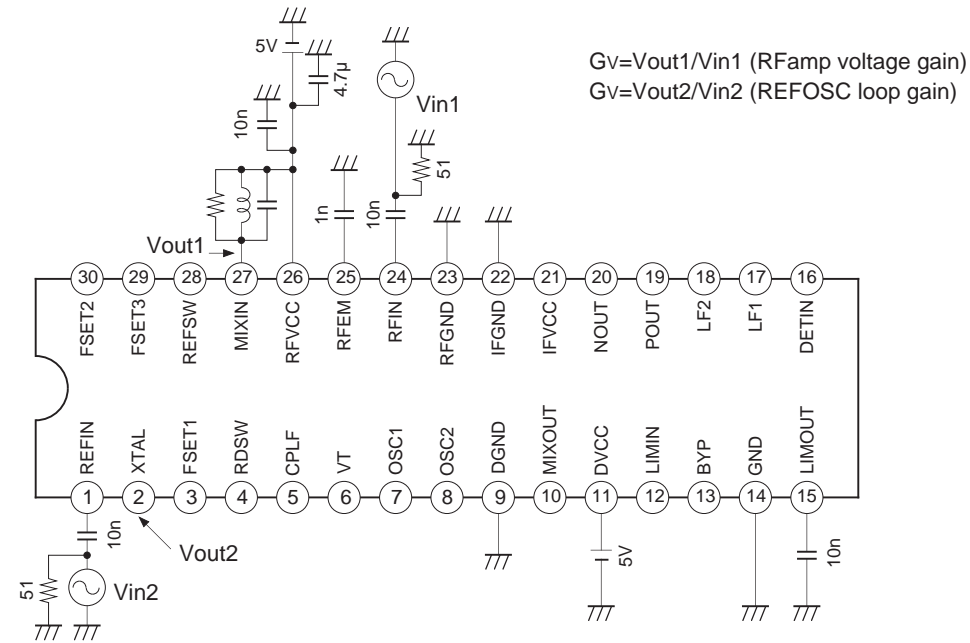 5V
4.7μ
10n
Vin1
51
1n
10n
Vout1
GV=Vout1/Vin1 (RFamp voltage gain)
GV=Vout2/Vin2 (REFOSC loop gain)
30 29 28 27 26 25 24 23 22 21 20 19 18 17 16
FSET2 FSET3 REFSW MIXIN RFVCC RFEM RFIN RFGND IFGND IFVCC NOUT POUT LF2 LF1 DETIN
REFIN XTAL FSET1 RDSW CPLF VT OSC1 OSC2 DGND MIXOUT DVCC LIMIN BYP GND LIMOUT
1 2 3 4 5 6 7 8 9 10 11 12 13 14 15
10n
Vout2
51
Vin2
5V
10n